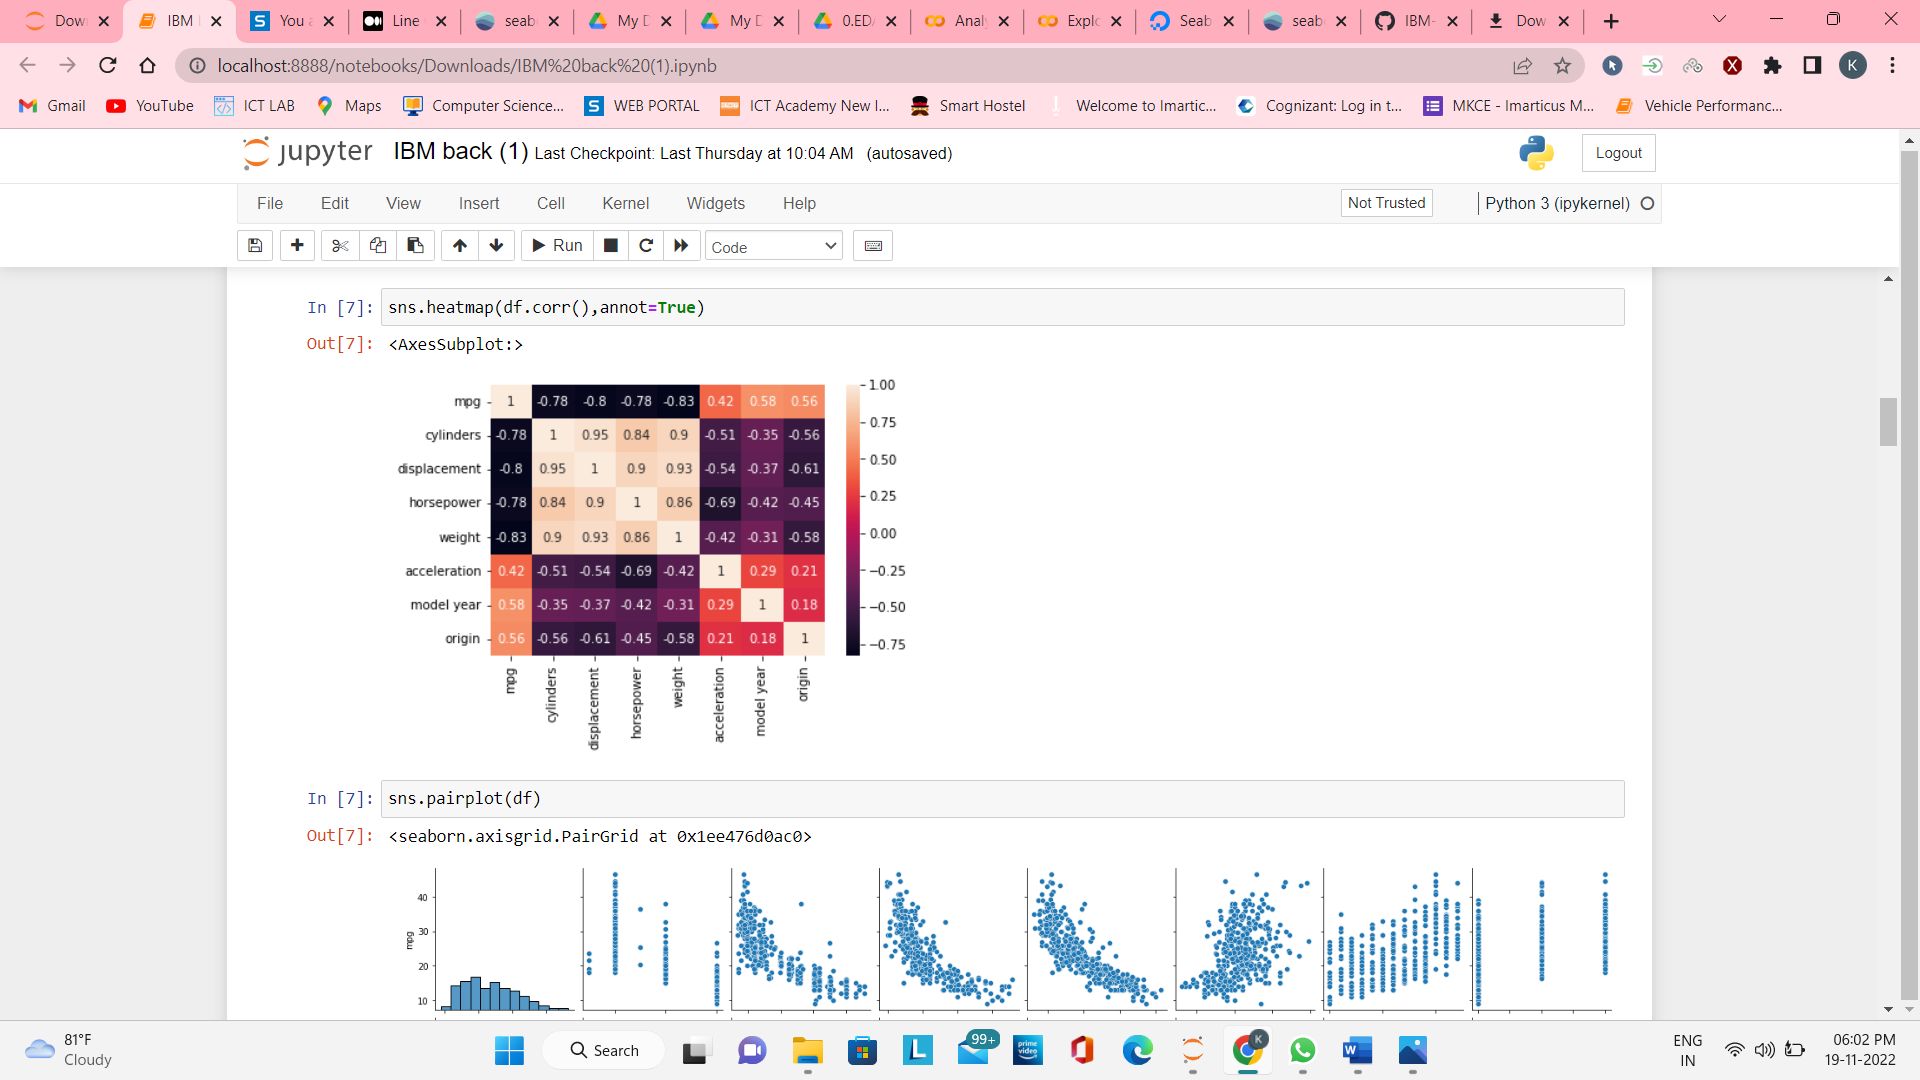 Down
IBM
You a
Line
seab
My D
My D
0.ED
Analy
Explo
Seab
seab
IBM-
Dow
localhost:8888/notebooks/Downloads/IBM%20back%20(1).ipynb
K
Gmail
YouTube
ICT LAB
Maps
Computer Science...
WEB PORTAL
ICT Academy New I...
Smart Hostel
Welcome to Imartic...
Cognizant: Log in t...
MKCE - Imarticus M...
Vehicle Performanc...
jupyter IBM back (1) Last Checkpoint: Last Thursday at 10:04 AM (autosaved)
Logout
File Edit View Insert Cell Kernel Widgets Help
Not Trusted
Python 3 (ipykernel)
Run
Code
In [7]: sns.heatmap(df.corr(),annot=True)
Out[7]: <AxesSubplot:>
mpg 1 -0.78 -0.8 -0.78 -0.83 0.42 0.58 0.56
cylinders -0.78 1 0.95 0.84 0.9 -0.51 -0.35 -0.56
displacement -0.8 0.95 1 0.9 0.93 -0.54 -0.37 -0.61
horsepower -0.78 0.84 0.9 1 0.86 -0.69 -0.42 -0.45
weight -0.83 0.9 0.93 0.86 1 -0.42 -0.31 -0.58
acceleration 0.42 -0.51 -0.54 -0.69 -0.42 1 0.29 0.21
model year 0.58 -0.35 -0.37 -0.42 -0.31 0.29 1 0.18
origin 0.56 -0.56 -0.61 -0.45 -0.58 0.21 0.18 1
mpg
cylinders
displacement
horsepower
weight
acceleration
model year
origin
1.00
0.75
0.50
0.25
0.00
−0.25
−0.50
−0.75
In [7]: sns.pairplot(df)
Out[7]: <seaborn.axisgrid.PairGrid at 0x1ee476d0ac0>
mpg
40
30
20
10
81°F
Cloudy
Search
99+
prime video
K
ENG
IN
06:02 PM
19-11-2022